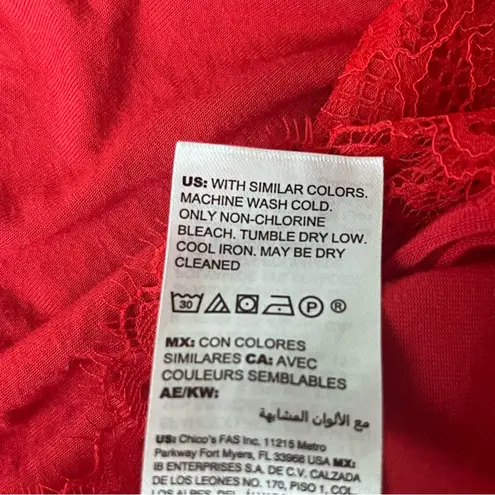 US: WITH SIMILAR COLORS.
MACHINE WASH COLD.
ONLY NON-CHLORINE
BLEACH. TUMBLE DRY LOW.
COOL IRON. MAY BE DRY
CLEANED
30 P ®
MX: CON COLORES
SIMILARES CA: AVEC
COULEURS SEMBLABLES
AE/KW:
مع الألوان المشابهة
US: Chico's FAS Inc. 11215 Metro
Parkway Fort Myers, FL 33966 USA MX:
IB ENTERPRISES S.A. DE C.V. CALZADA
DE LOS LEONES NO. 170, PISO 1, COL
LOS ALPES, DEL